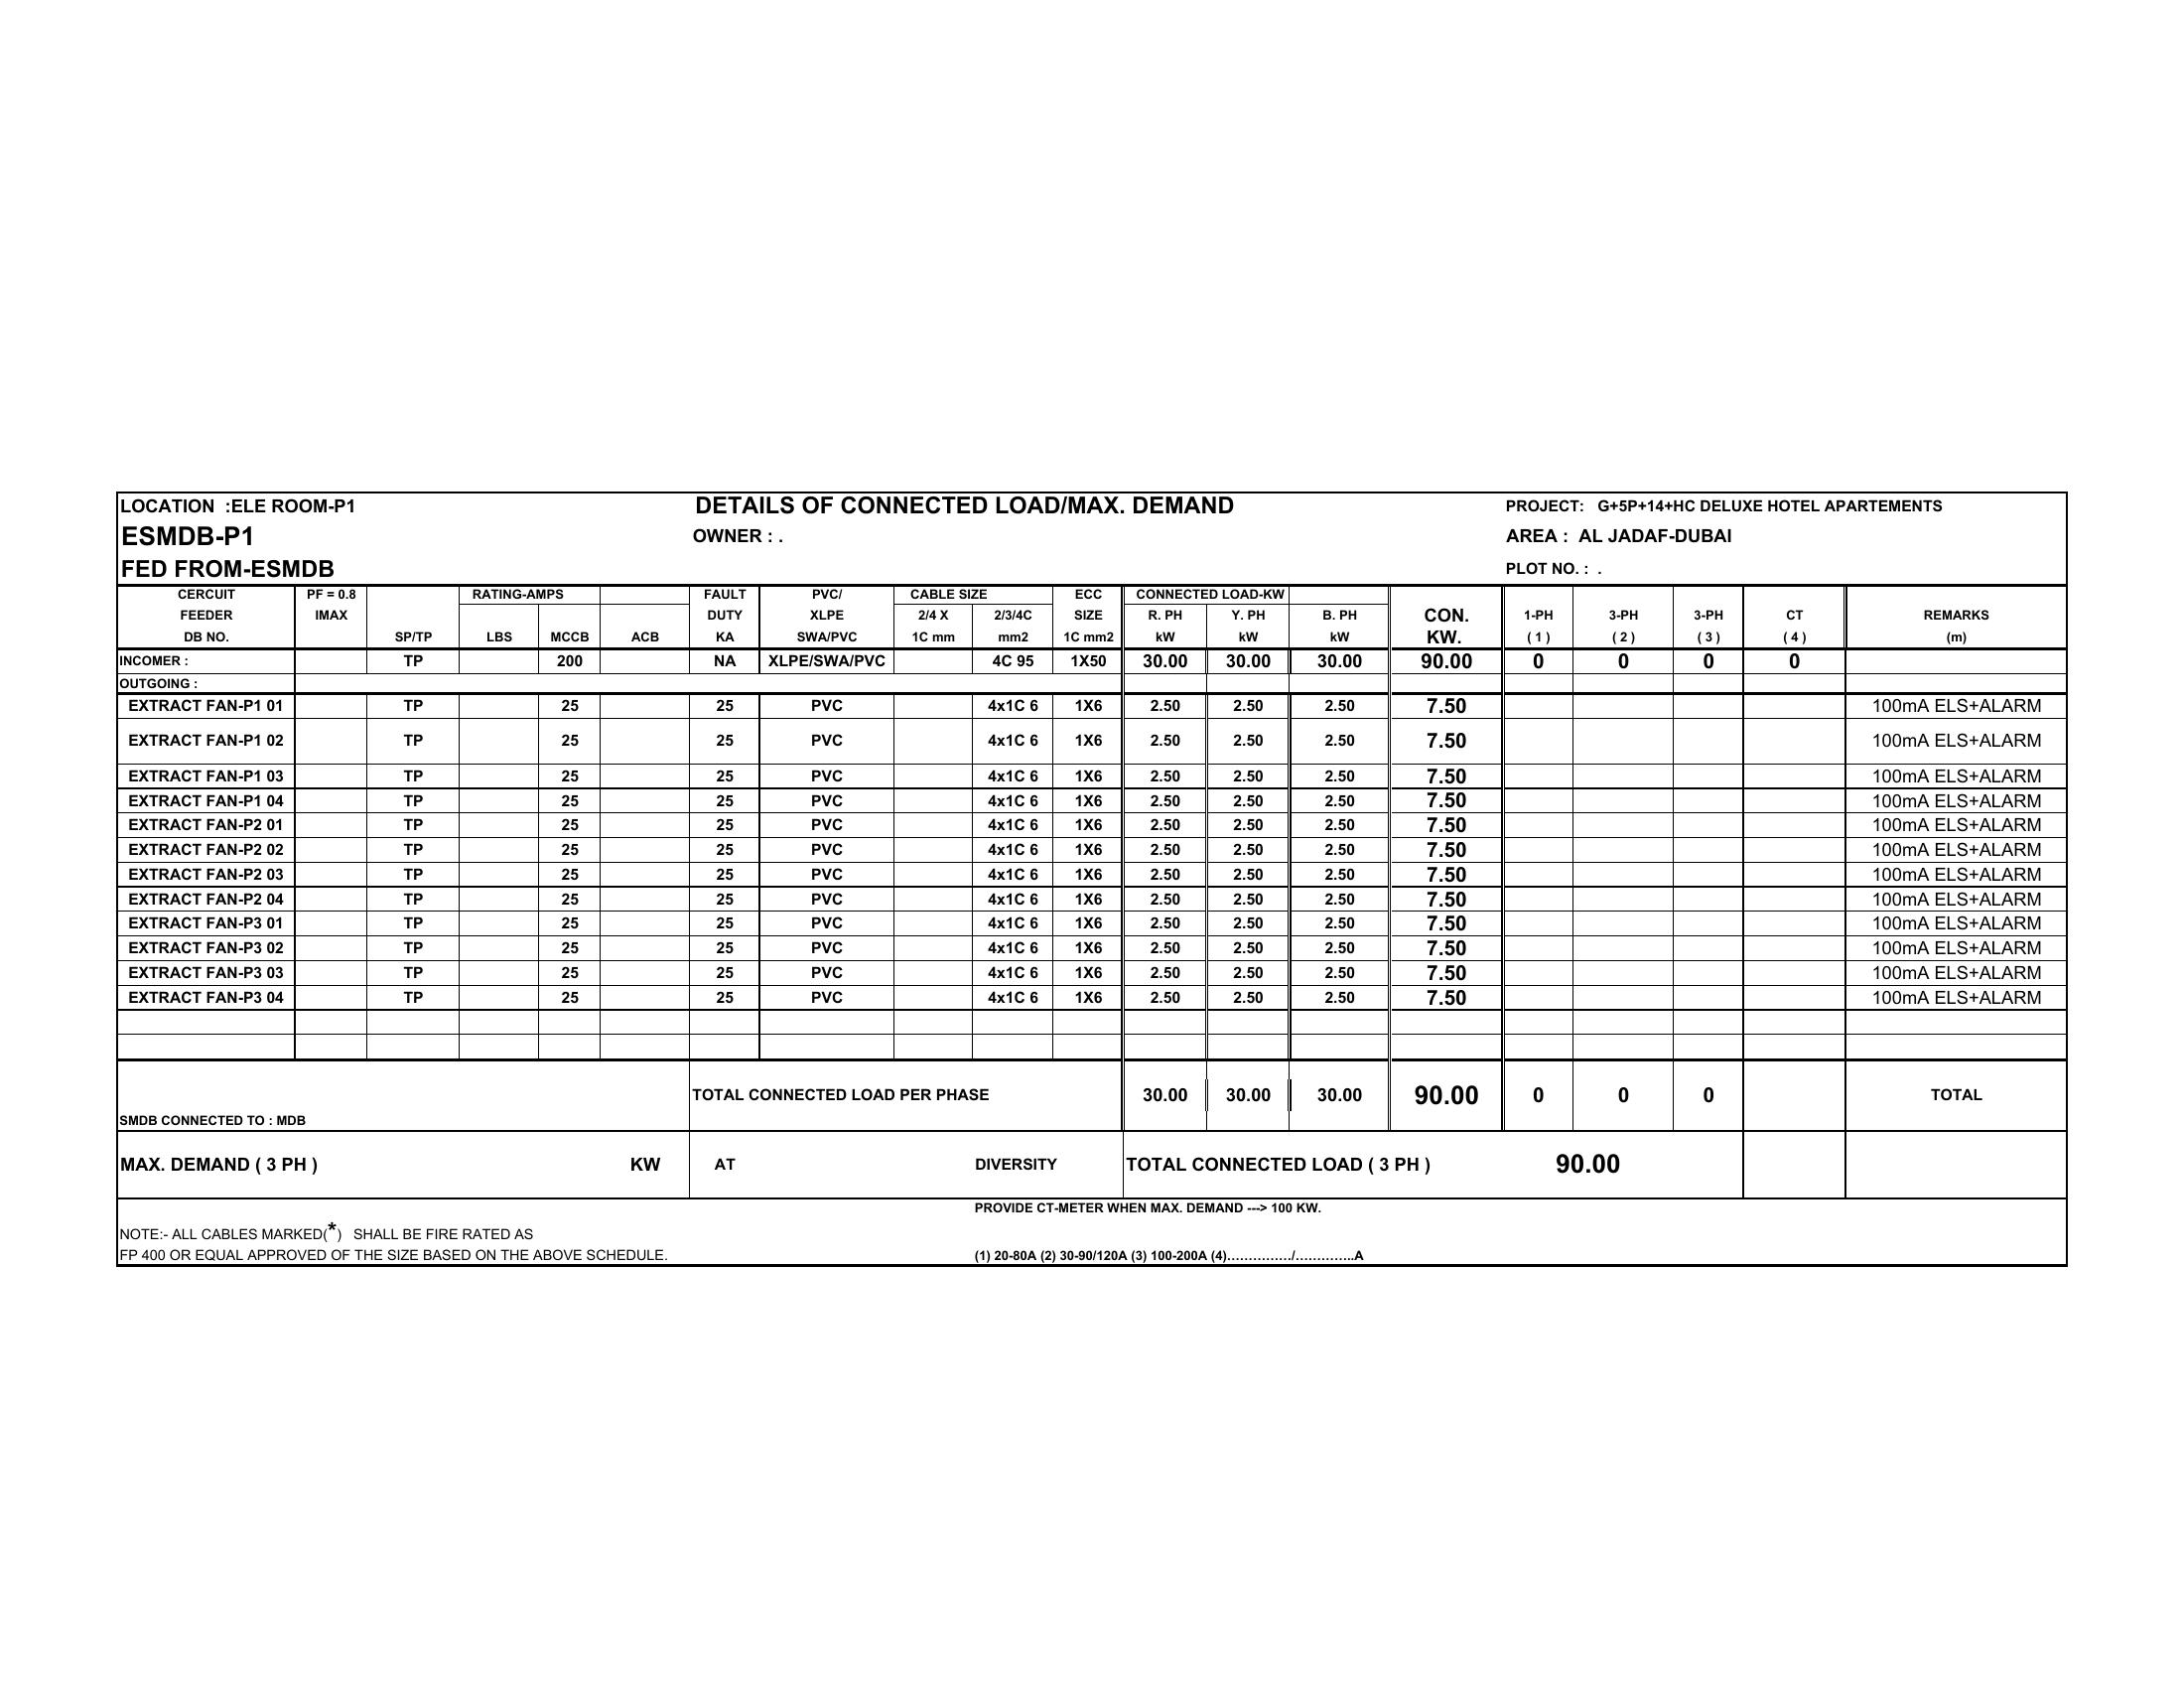 LOCATION :ELE ROOM-P1 DETAILS OF CONNECTED LOAD/MAX. DEMAND PROJECT: G+5P+14+HC DELUXE HOTEL APARTEMENTS
ESMDB-P1 OWNER : . AREA : AL JADAF-DUBAI
FED FROM-ESMDB PLOT NO. : .
CERCUIT PF = 0.8 RATING-AMPS FAULT PVC/ CABLE SIZE ECC CONNECTED LOAD-KW
FEEDER IMAX DUTY XLPE 2/4 X 2/3/4C SIZE R. PH Y. PH B. PH CON. 1-PH 3-PH 3-PH CT REMARKS
DB NO. SP/TP LBS MCCB ACB KA SWA/PVC 1C mm mm2 1C mm2 kW kW kW KW. ( 1 ) ( 2 ) ( 3 ) ( 4 ) (m)
INCOMER : TP 200 NA XLPE/SWA/PVC 4C 95 1X50 30.00 30.00 30.00 90.00 0 0 0 0
OUTGOING :
EXTRACT FAN-P1 01 TP 25 25 PVC 4x1C 6 1X6 2.50 2.50 2.50 7.50 100mA ELS+ALARM
EXTRACT FAN-P1 02 TP 25 25 PVC 4x1C 6 1X6 2.50 2.50 2.50 7.50 100mA ELS+ALARM
EXTRACT FAN-P1 03 TP 25 25 PVC 4x1C 6 1X6 2.50 2.50 2.50 7.50 100mA ELS+ALARM
EXTRACT FAN-P1 04 TP 25 25 PVC 4x1C 6 1X6 2.50 2.50 2.50 7.50 100mA ELS+ALARM
EXTRACT FAN-P2 01 TP 25 25 PVC 4x1C 6 1X6 2.50 2.50 2.50 7.50 100mA ELS+ALARM
EXTRACT FAN-P2 02 TP 25 25 PVC 4x1C 6 1X6 2.50 2.50 2.50 7.50 100mA ELS+ALARM
EXTRACT FAN-P2 03 TP 25 25 PVC 4x1C 6 1X6 2.50 2.50 2.50 7.50 100mA ELS+ALARM
EXTRACT FAN-P2 04 TP 25 25 PVC 4x1C 6 1X6 2.50 2.50 2.50 7.50 100mA ELS+ALARM
EXTRACT FAN-P3 01 TP 25 25 PVC 4x1C 6 1X6 2.50 2.50 2.50 7.50 100mA ELS+ALARM
EXTRACT FAN-P3 02 TP 25 25 PVC 4x1C 6 1X6 2.50 2.50 2.50 7.50 100mA ELS+ALARM
EXTRACT FAN-P3 03 TP 25 25 PVC 4x1C 6 1X6 2.50 2.50 2.50 7.50 100mA ELS+ALARM
EXTRACT FAN-P3 04 TP 25 25 PVC 4x1C 6 1X6 2.50 2.50 2.50 7.50 100mA ELS+ALARM
TOTAL CONNECTED LOAD PER PHASE 30.00 30.00 30.00 90.00 0 0 0 TOTAL
SMDB CONNECTED TO : MDB
MAX. DEMAND ( 3 PH ) KW AT DIVERSITY TOTAL CONNECTED LOAD ( 3 PH ) 90.00
PROVIDE CT-METER WHEN MAX. DEMAND ---> 100 KW.
NOTE:- ALL CABLES MARKED(*) SHALL BE FIRE RATED AS
FP 400 OR EQUAL APPROVED OF THE SIZE BASED ON THE ABOVE SCHEDULE. (1) 20-80A (2) 30-90/120A (3) 100-200A (4)……………/…………..A